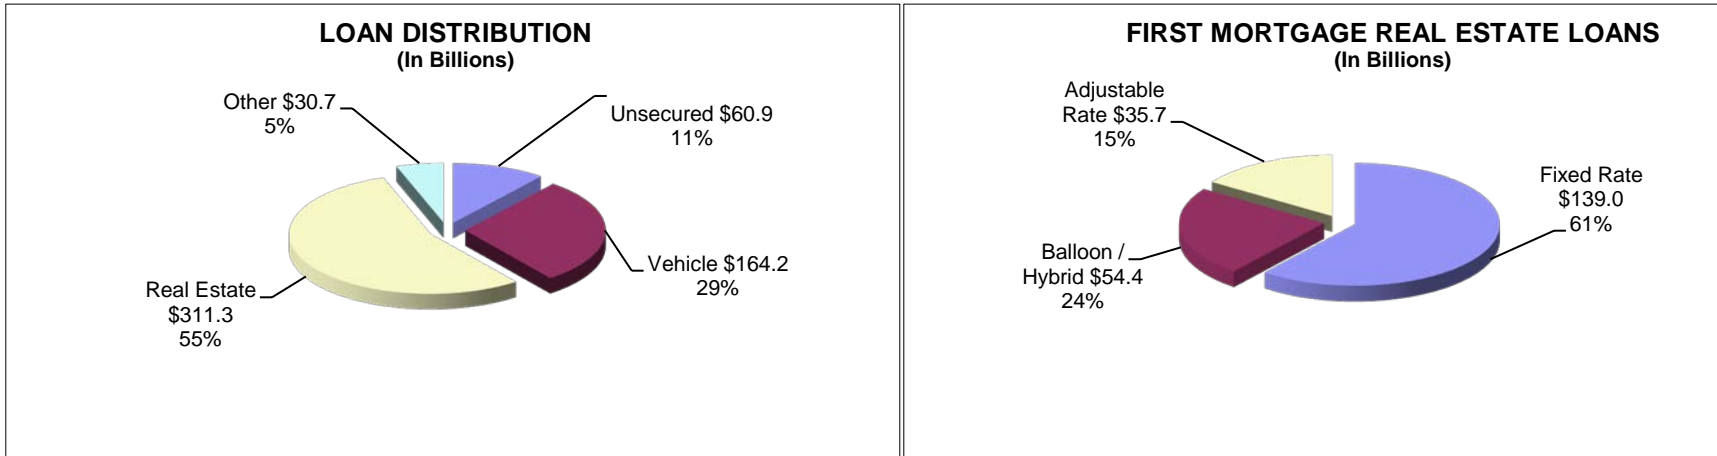 LOAN DISTRIBUTION
(In Billions)
Other $30.7
5%
Unsecured $60.9
11%
Vehicle $164.2
29%
Real Estate
$311.3
55%
FIRST MORTGAGE REAL ESTATE LOANS
(In Billions)
Adjustable
Rate $35.7
15%
Fixed Rate
$139.0
61%
Balloon /
Hybrid $54.4
24%